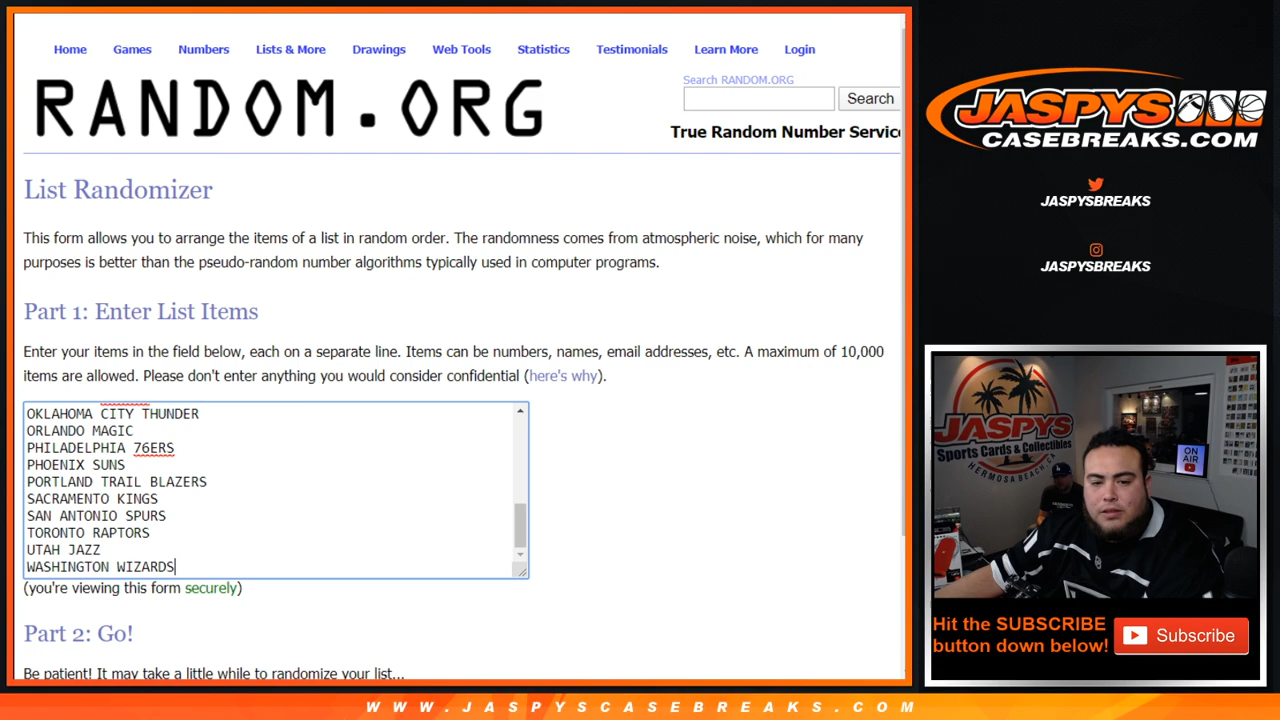 Home Games Numbers Lists & More Drawings Web Tools Statistics Testimonials Learn More Login
RANDOM.ORG
Search RANDOM.ORG
Search
True Random Number Service
List Randomizer
This form allows you to arrange the items of a list in random order. The randomness comes from atmospheric noise, which for many
purposes is better than the pseudo-random number algorithms typically used in computer programs.
Part 1: Enter List Items
Enter your items in the field below, each on a separate line. Items can be numbers, names, email addresses, etc. A maximum of 10,000
items are allowed. Please don't enter anything you would consider confidential (here's why).
OKLAHOMA CITY THUNDER
ORLANDO MAGIC
PHILADELPHIA 76ERS
PHOENIX SUNS
PORTLAND TRAIL BLAZERS
SACRAMENTO KINGS
SAN ANTONIO SPURS
TORONTO RAPTORS
UTAH JAZZ
WASHINGTON WIZARDS
(you're viewing this form securely)
Part 2: Go!
Be patient! It may take a little while to randomize your list...
JASPYS
CASEBREAKS.COM
JASPYSBREAKS
JASPYSBREAKS
JASPYS
Sports Cards & Collectibles
HERMOSA BEACH, CA
ON
AIR
Hit the SUBSCRIBE
button down below!
Subscribe
WWW.JASPYSCASEBREAKS.COM